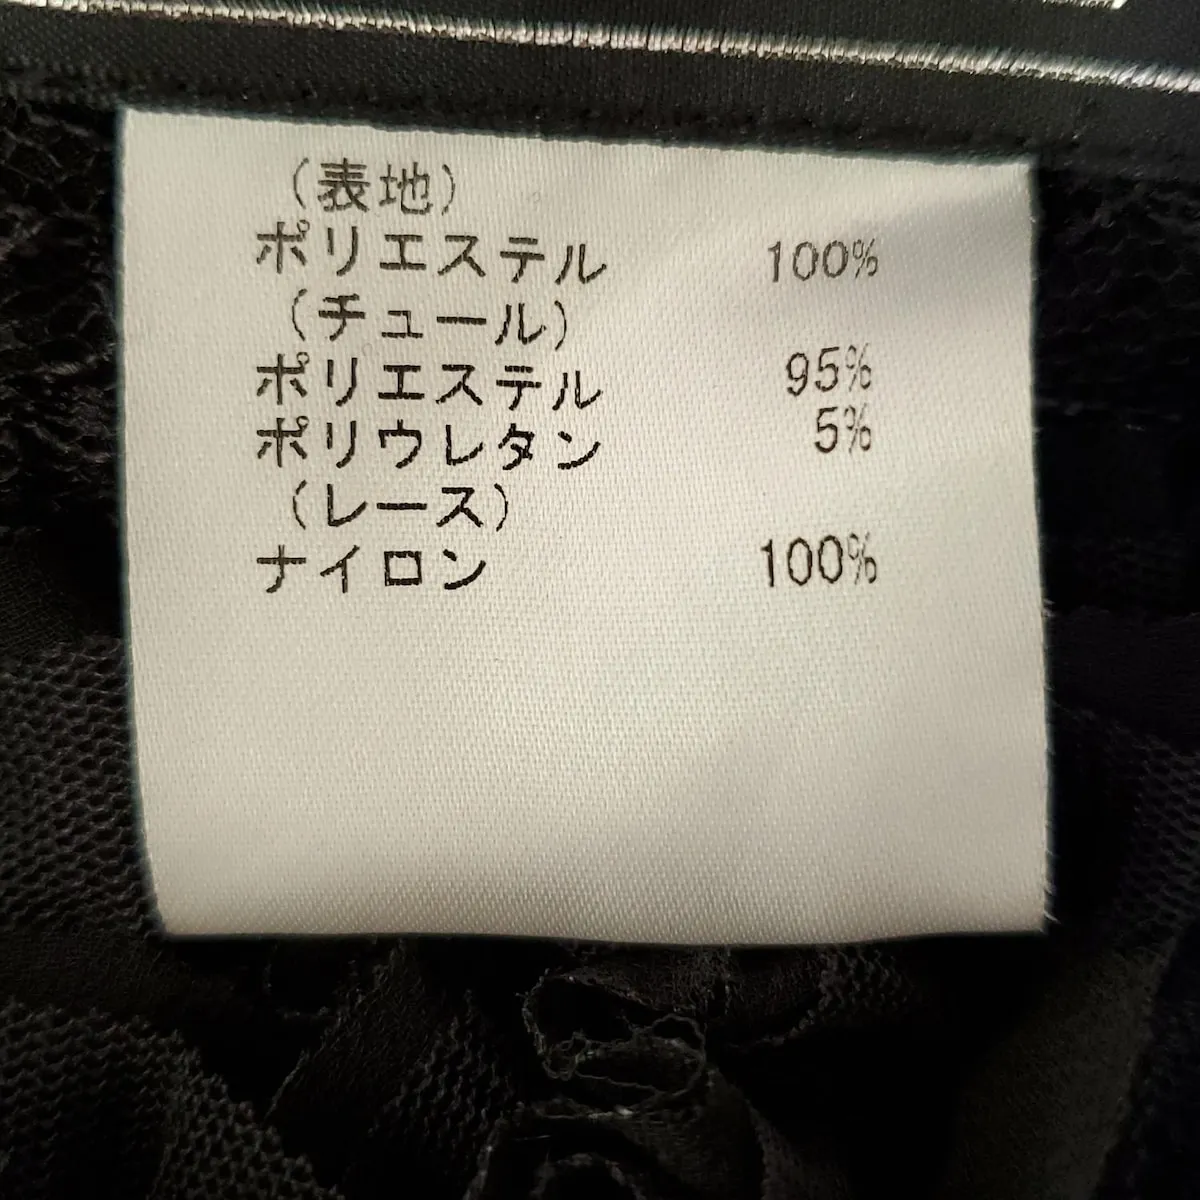 (表地)
ポリエステル 100%
(チュール)
ポリエステル 95%
ポリウレタン 5%
(レース)
ナイロン 100%